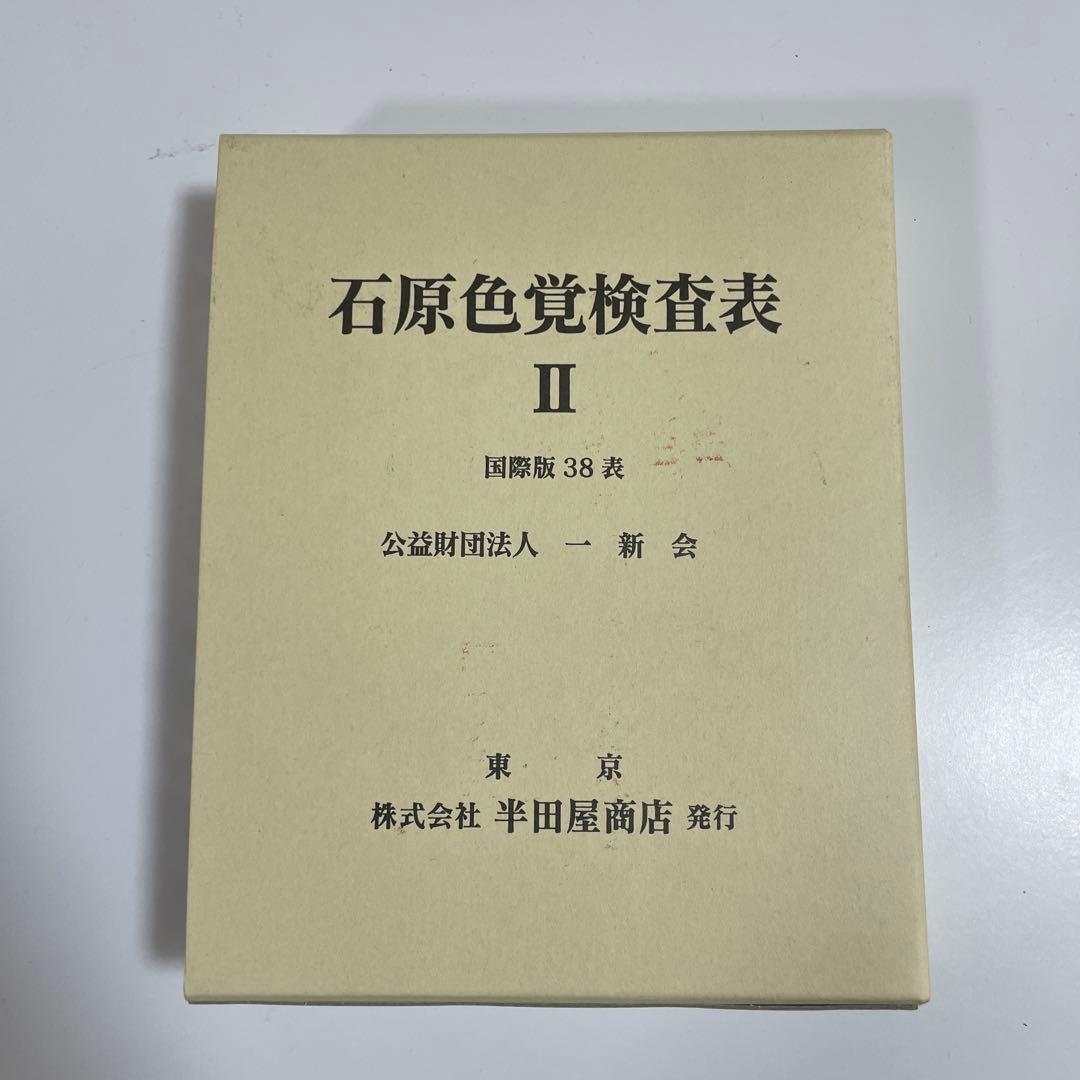 石原色覚検査表
II
国際版 38 表
公益財団法人 一新会
東京
株式会社 半田屋商店 発行